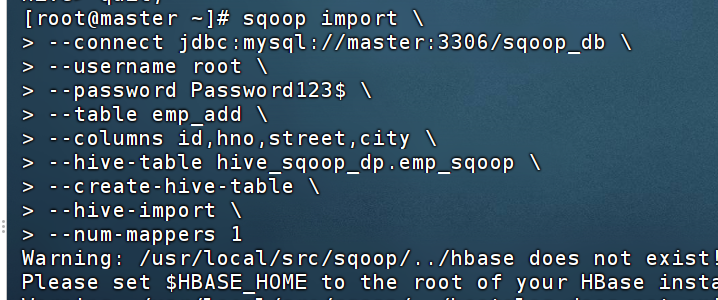 [root@master ~]# sqoop import \
> --connect jdbc:mysql://master:3306/sqoop_db \
> --username root \
> --password Password123$ \
> --table emp_add \
> --columns id,hno,street,city \
> --hive-table hive_sqoop_dp.emp_sqoop \
> --create-hive-table \
> --hive-import \
> --num-mappers 1
Warning: /usr/local/src/sqoop/../hbase does not exist!
Please set $HBASE_HOME to the root of your HBase insta